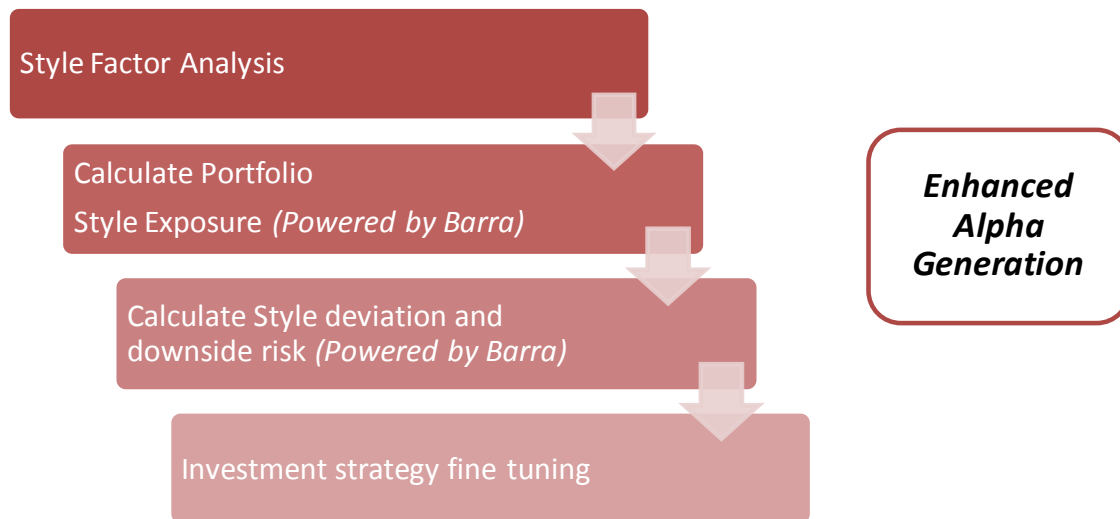 Style Factor Analysis
Calculate Portfolio
Style Exposure (Powered by Barra)
Calculate Style deviation and
downside risk (Powered by Barra)
Investment strategy fine tuning
Enhanced
Alpha
Generation